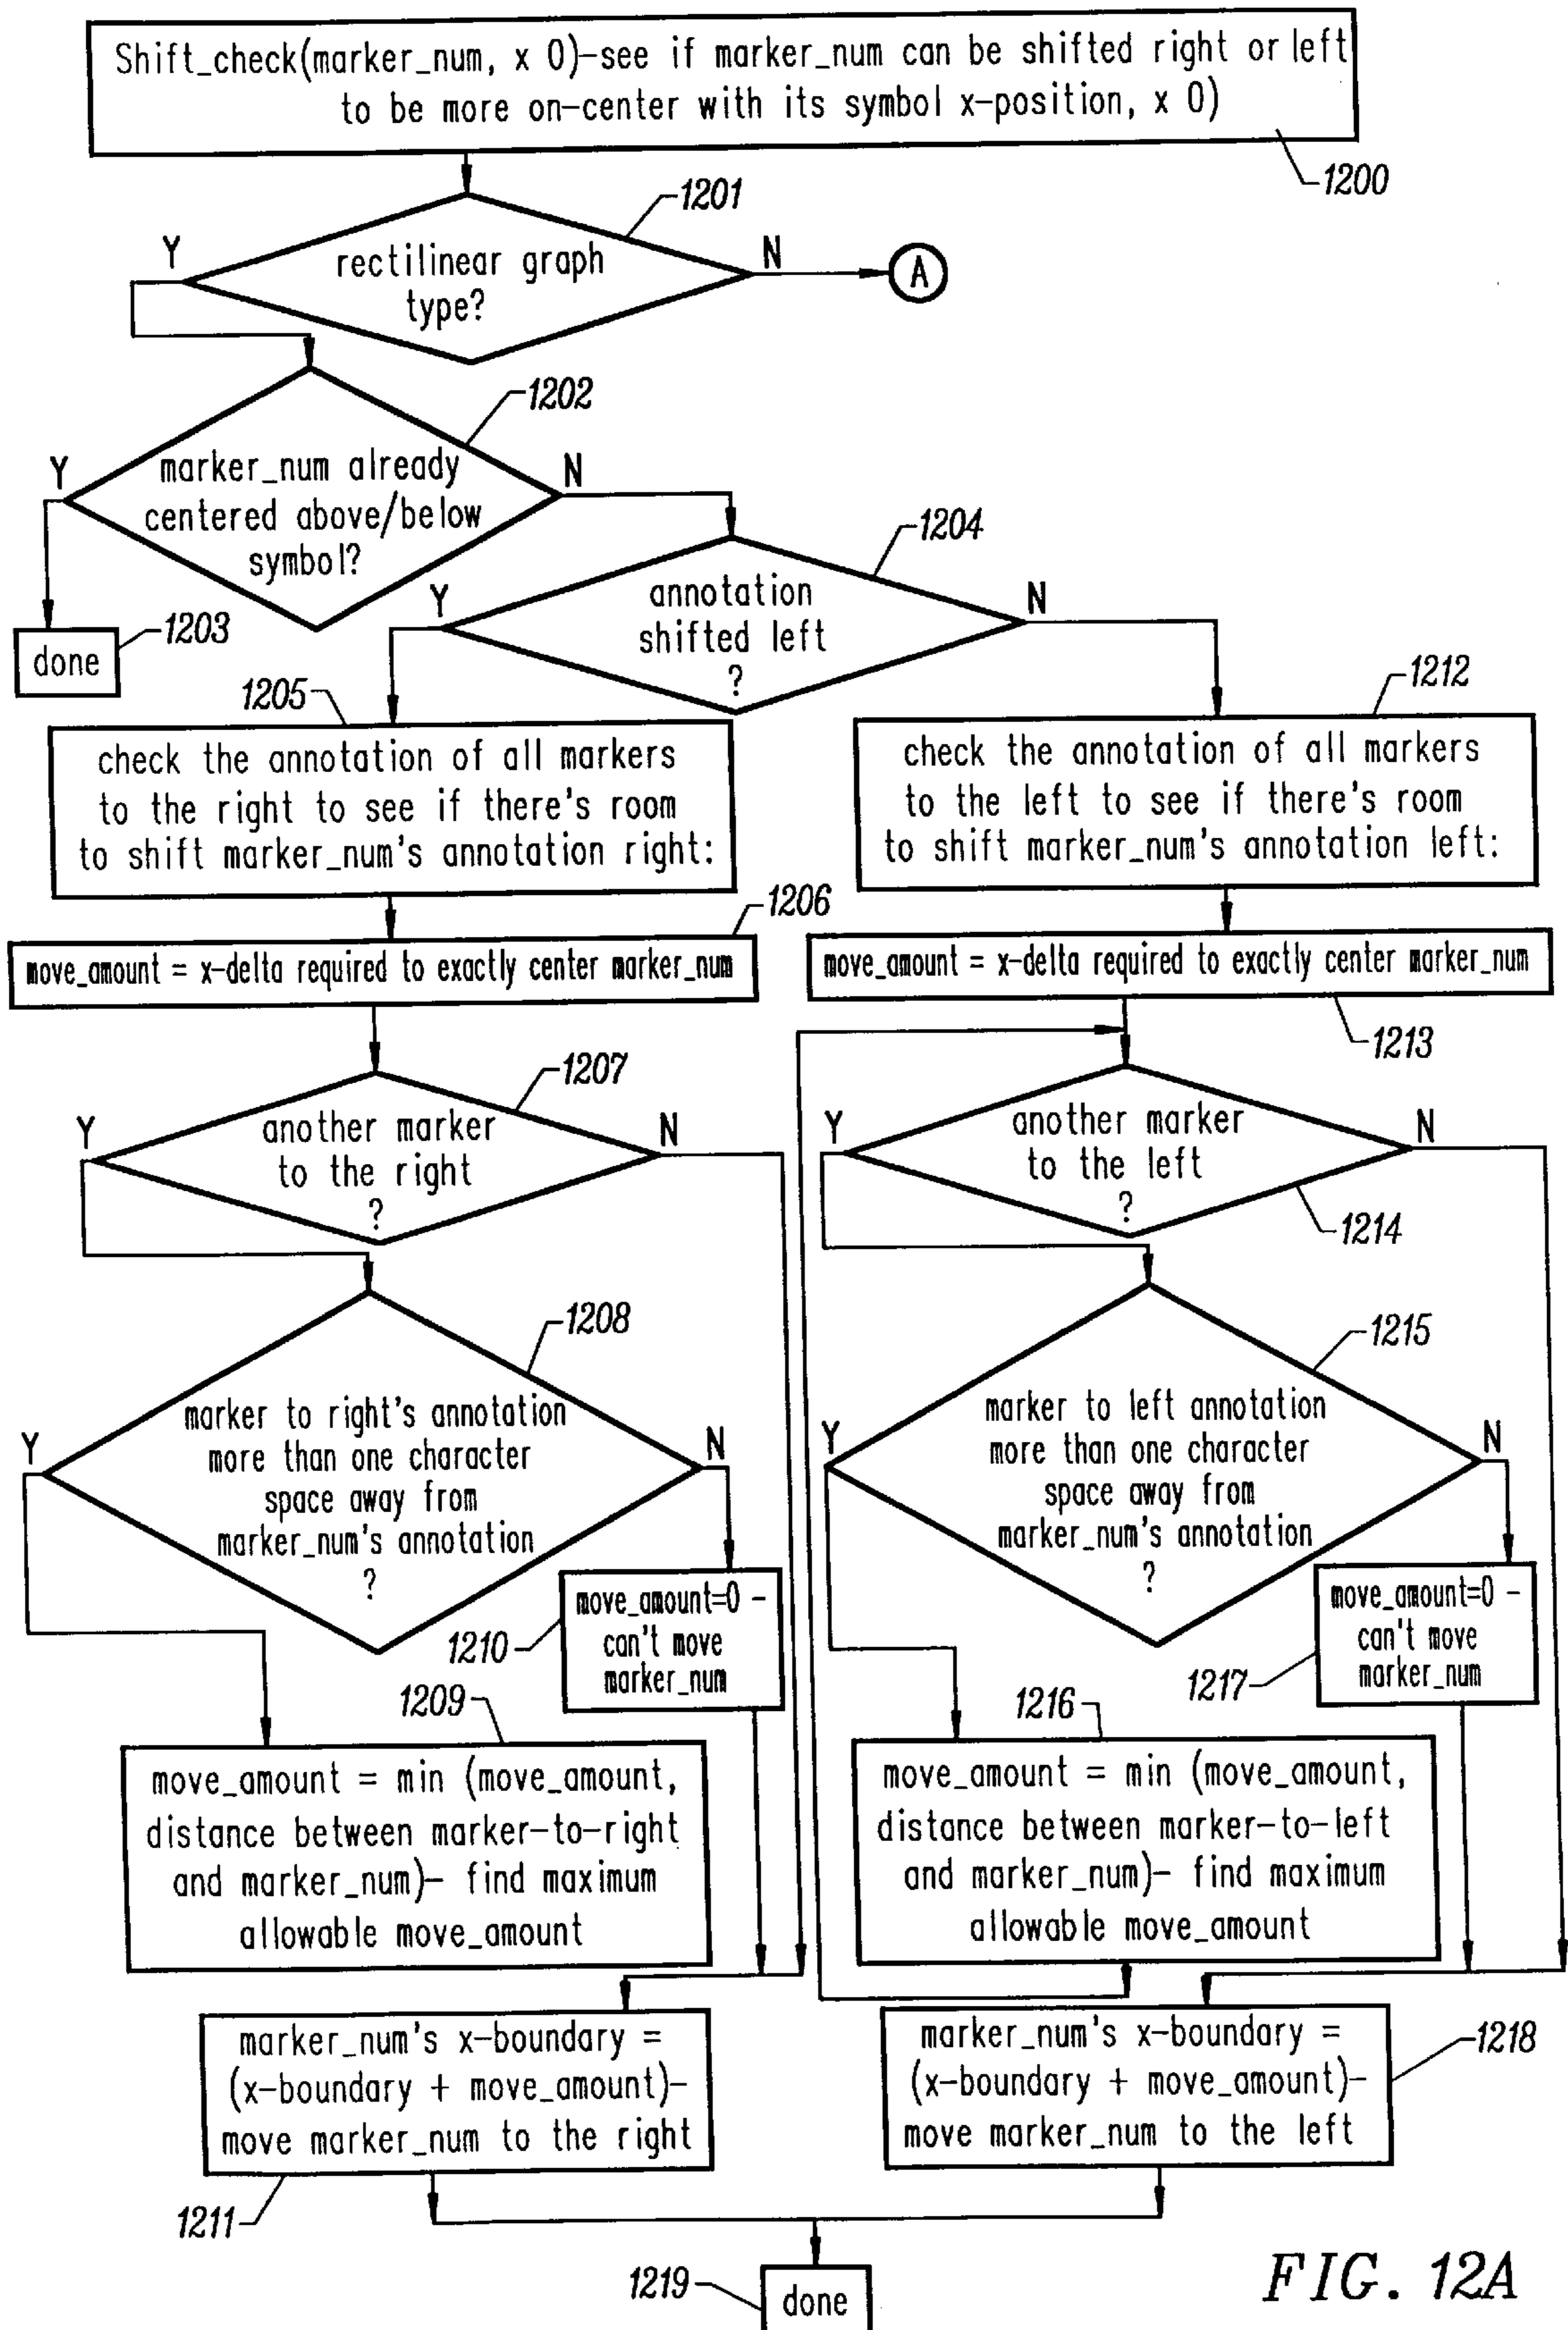 Shift_check(marker_num, x 0)-see if marker_num can be shifted right or left
to be more on-center with its symbol x-position, x 0)
1200
1201
Y
rectilinear graph
type?
N
A
1202
Y
marker_num already
centered above/below
symbol?
N
1203
done
1204
Y
annotation
shifted left
?
N
1205
check the annotation of all markers
to the right to see if there's room
to shift marker_num's annotation right:
1212
check the annotation of all markers
to the left to see if there's room
to shift marker_num's annotation left:
1206
move_amount = x-delta required to exactly center marker_num
move_amount = x-delta required to exactly center marker_num
1213
1207
Y
another marker
to the right
?
N
Y
another marker
to the left
?
N
1214
1208
Y
marker to right's annotation
more than one character
space away from
marker_num's annotation
?
N
1215
Y
marker to left annotation
more than one character
space away from
marker_num's annotation
?
N
1210
move_amount=0 -
can't move
marker_num
1217
move_amount=0 -
can't move
marker_num
1209
move_amount = min (move_amount,
distance between marker-to-right
and marker_num)- find maximum
allowable move_amount
1216
move_amount = min (move_amount,
distance between marker-to-left
and marker_num)- find maximum
allowable move_amount
marker_num's x-boundary =
(x-boundary + move_amount)-
move marker_num to the right
1211
marker_num's x-boundary =
(x-boundary + move_amount)-
move marker_num to the left
1218
1219
done
FIG. 12A